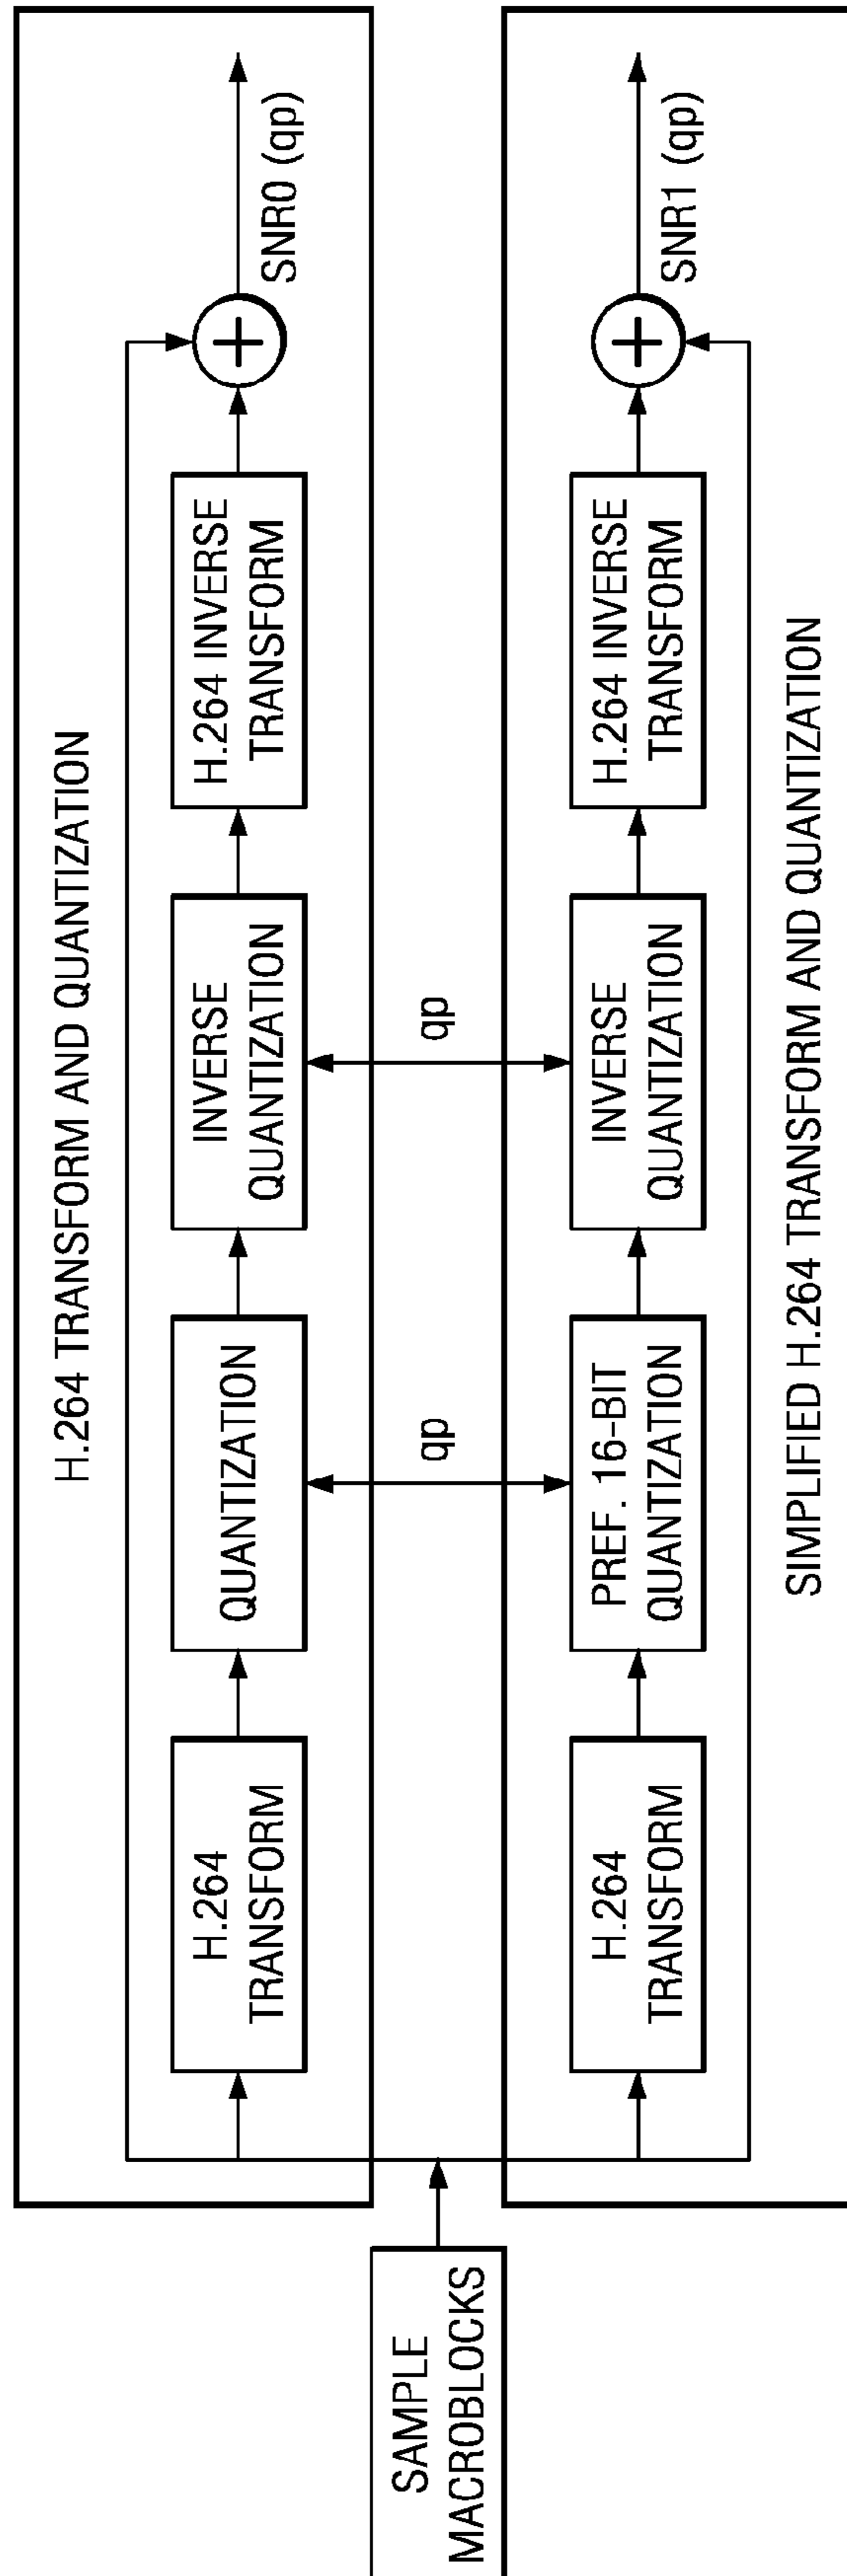 H.264 TRANSFORM AND QUANTIZATION
H.264
TRANSFORM
QUANTIZATION
INVERSE
QUANTIZATION
H.264 INVERSE
TRANSFORM
+
SNR0 (qp)
SAMPLE
MACROBLOCKS
qp
qp
H.264
TRANSFORM
PREF. 16-BIT
QUANTIZATION
INVERSE
QUANTIZATION
H.264 INVERSE
TRANSFORM
+
SNR1 (qp)
SIMPLIFIED H.264 TRANSFORM AND QUANTIZATION